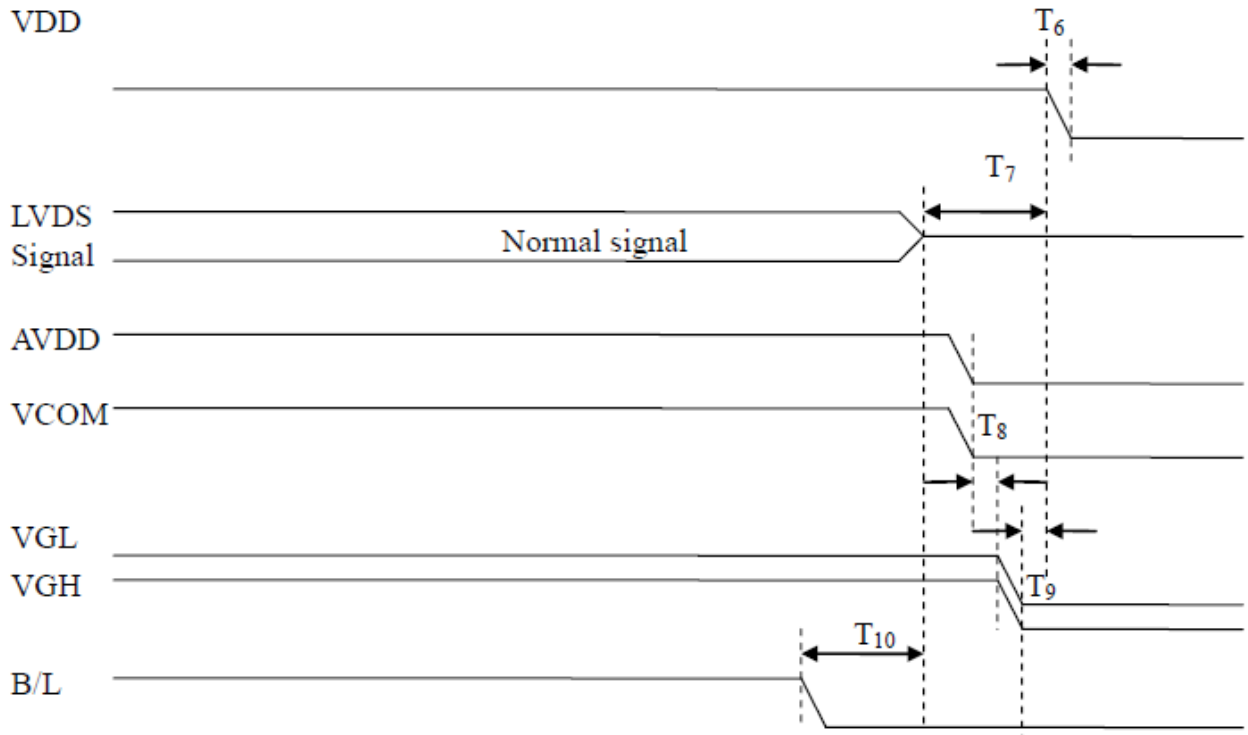 VDD
T6
T7
LVDS
Signal
Normal signal
AVDD
VCOM
T8
VGL
VGH
T9
T10
B/L